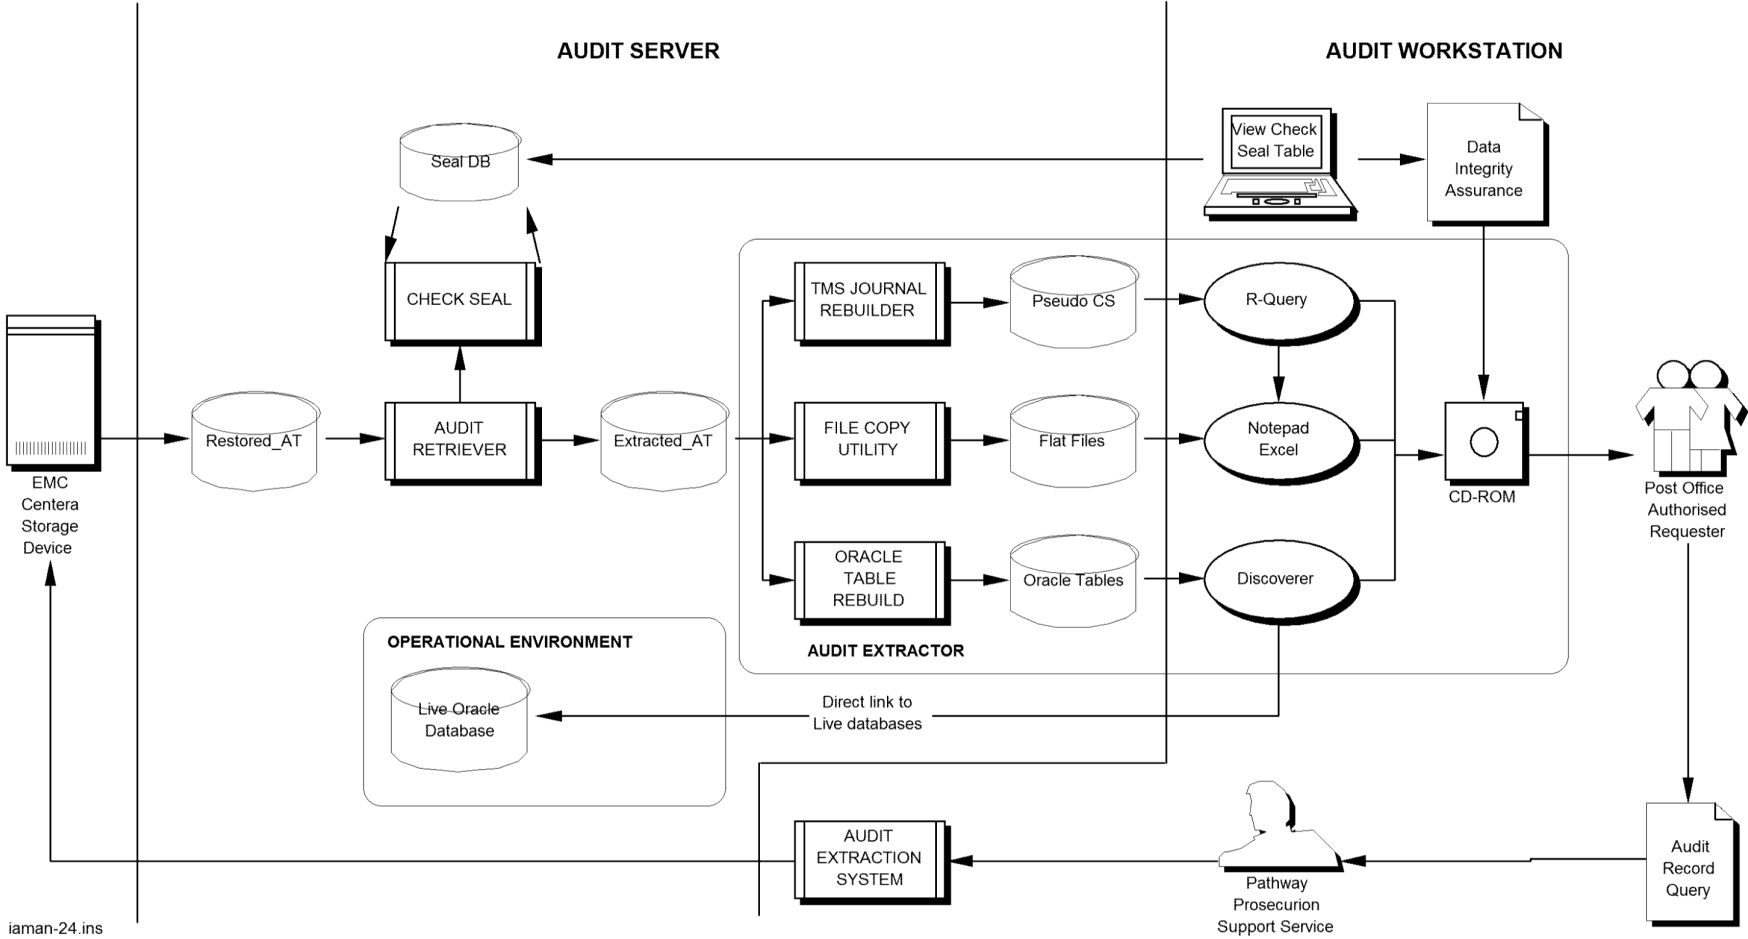 AUDIT SERVER
AUDIT WORKSTATION
Seal DB
View Check
Seal Table
Data
Integrity
Assurance
CHECK SEAL
TMS JOURNAL
REBUILDER
Pseudo CS
R-Query
EMC
Centera
Storage
Device
Restored_AT
AUDIT
RETRIEVER
Extracted_AT
FILE COPY
UTILITY
Flat Files
Notepad
Excel
CD-ROM
Post Office
Authorised
Requester
ORACLE
TABLE
REBUILD
Oracle Tables
Discoverer
AUDIT EXTRACTOR
OPERATIONAL ENVIRONMENT
Live Oracle
Database
Direct link to
Live databases
AUDIT
EXTRACTION
SYSTEM
Pathway
Prosecurion
Support Service
Audit
Record
Query
iaman-24.ins